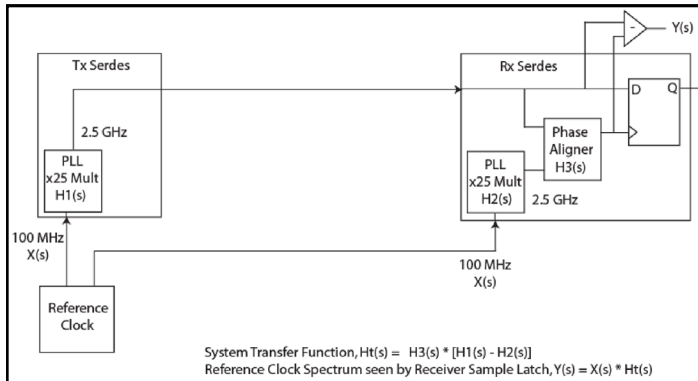 Y(s)
Tx Serdes
Rx Serdes
D Q
2.5 GHz
Phase
Aligner
H3(s)
PLL
x25 Mult
H1(s)
PLL
x25 Mult
H2(s)
2.5 GHz
100 MHz
X(s)
100 MHz
X(s)
Reference
Clock
System Transfer Function, Ht(s) = H3(s) * [H1(s) - H2(s)]
Reference Clock Spectrum seen by Receiver Sample Latch, Y(s) = X(s) * Ht(s)